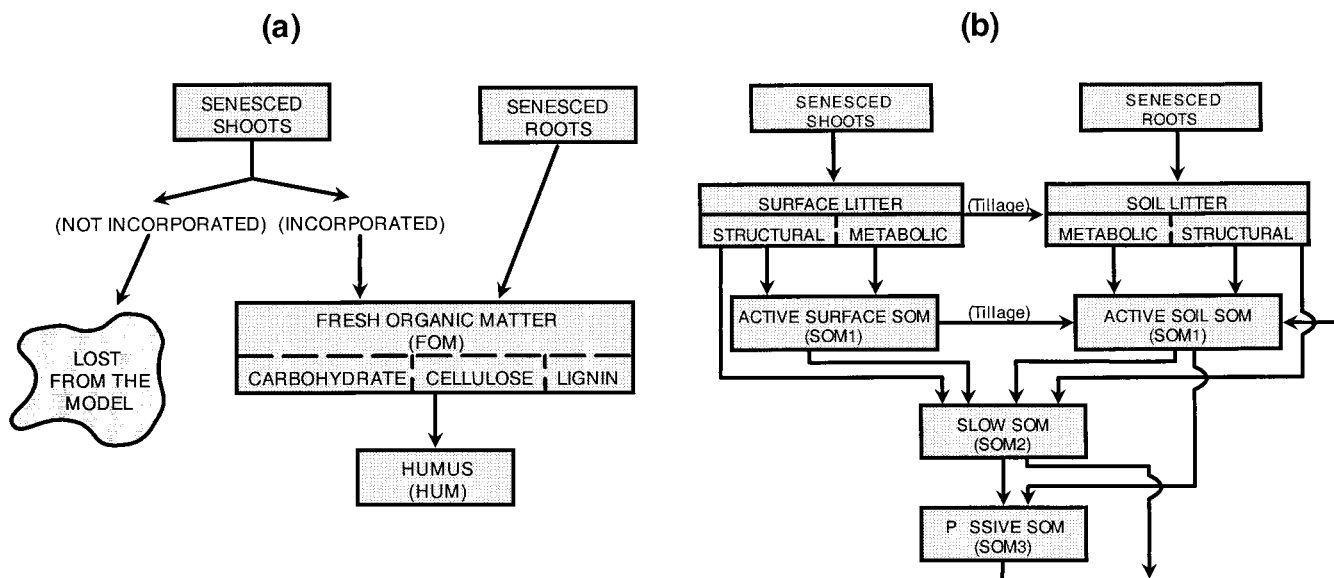 (a)
SENESCED
SHOOTS
SENESCED
ROOTS
(NOT INCORPORATED) (INCORPORATED)
FRESH ORGANIC MATTER
(FOM)
CARBOHYDRATE CELLULOSE LIGNIN
LOST
FROM THE
MODEL
HUMUS
(HUM)
(b)
SENESCED
SHOOTS
SENESCED
ROOTS
SURFACE LITTER
(Tillage)
SOIL LITTER
STRUCTURAL METABOLIC
METABOLIC STRUCTURAL
ACTIVE SURFACE SOM
(SOM1)
(Tillage)
ACTIVE SOIL SOM
(SOM1)
SLOW SOM
(SOM2)
P SSIVE SOM
(SOM3)